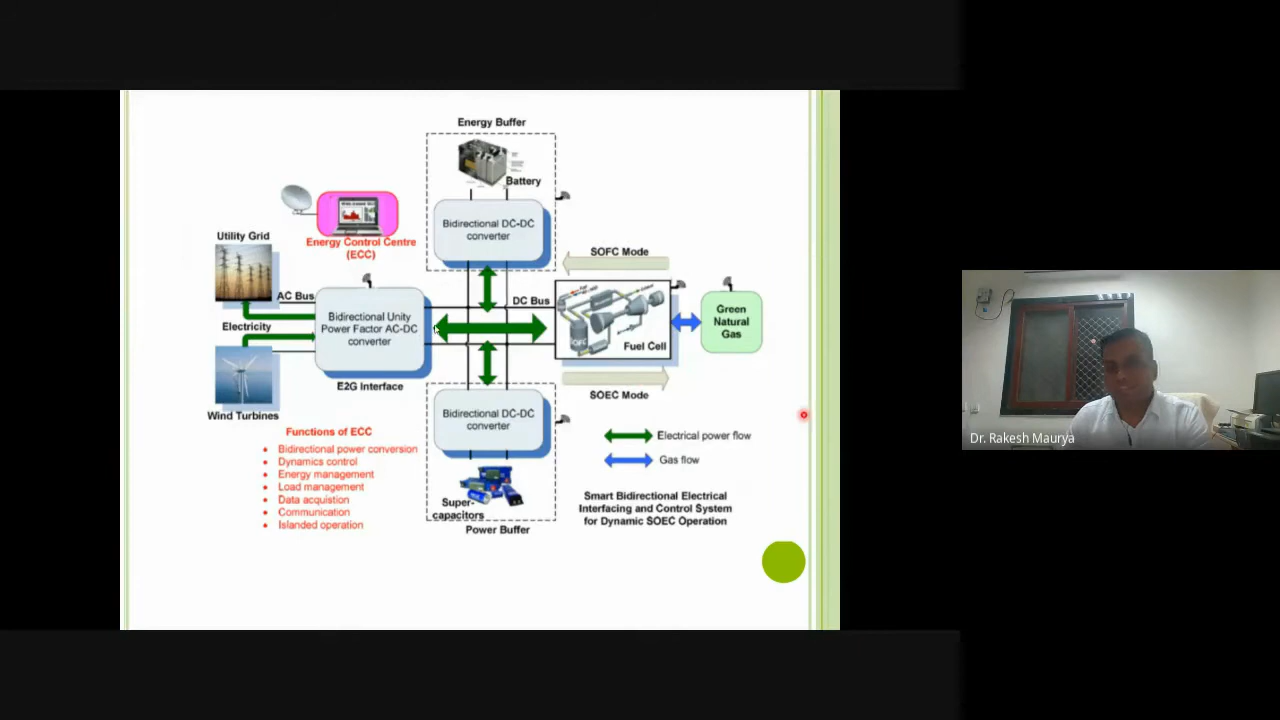 Energy Buffer
Battery
Bidirectional DC-DC
converter
Energy Control Centre
(ECC)
Utility Grid
AC Bus
Electricity
Wind Turbines
Bidirectional Unity
Power Factor AC-DC
converter
E2G Interface
SOFC Mode
DC Bus
SOFC
Fuel Cell
Green
Natural
Gas
SOEC Mode
Bidirectional DC-DC
converter
Super-
capacitors
Power Buffer
Functions of ECC
Bidirectional power conversion
Dynamics control
Energy management
Load management
Data acquistion
Communication
Islanded operation
Electrical power flow
Gas flow
Smart Bidirectional Electrical
Interfacing and Control System
for Dynamic SOEC Operation
Dr. Rakesh Maurya